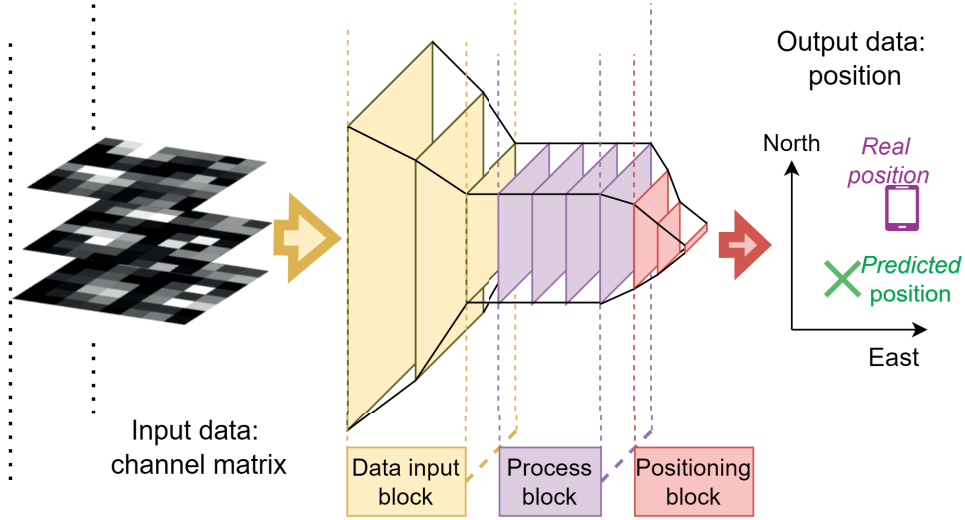 Input data:
channel matrix
Data input
block
Process
block
Positioning
block
Output data:
position
North
Real
position
Predicted
position
East